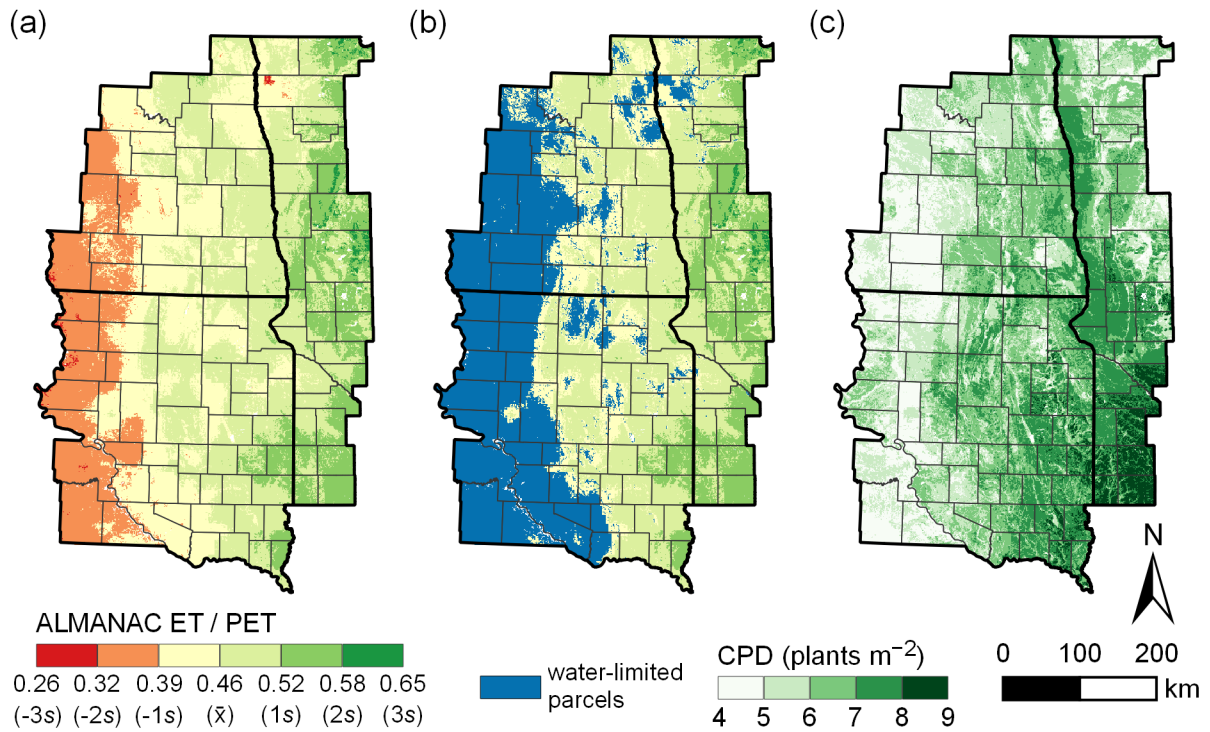 (a) (b) (c)
N
ALMANAC ET / PET
0.26 0.32 0.39 0.46 0.52 0.58 0.65
(-3s) (-2s) (-1s) (x̄) (1s) (2s) (3s)
water-limited
parcels
CPD (plants m⁻²)
4 5 6 7 8 9
0 100 200
km